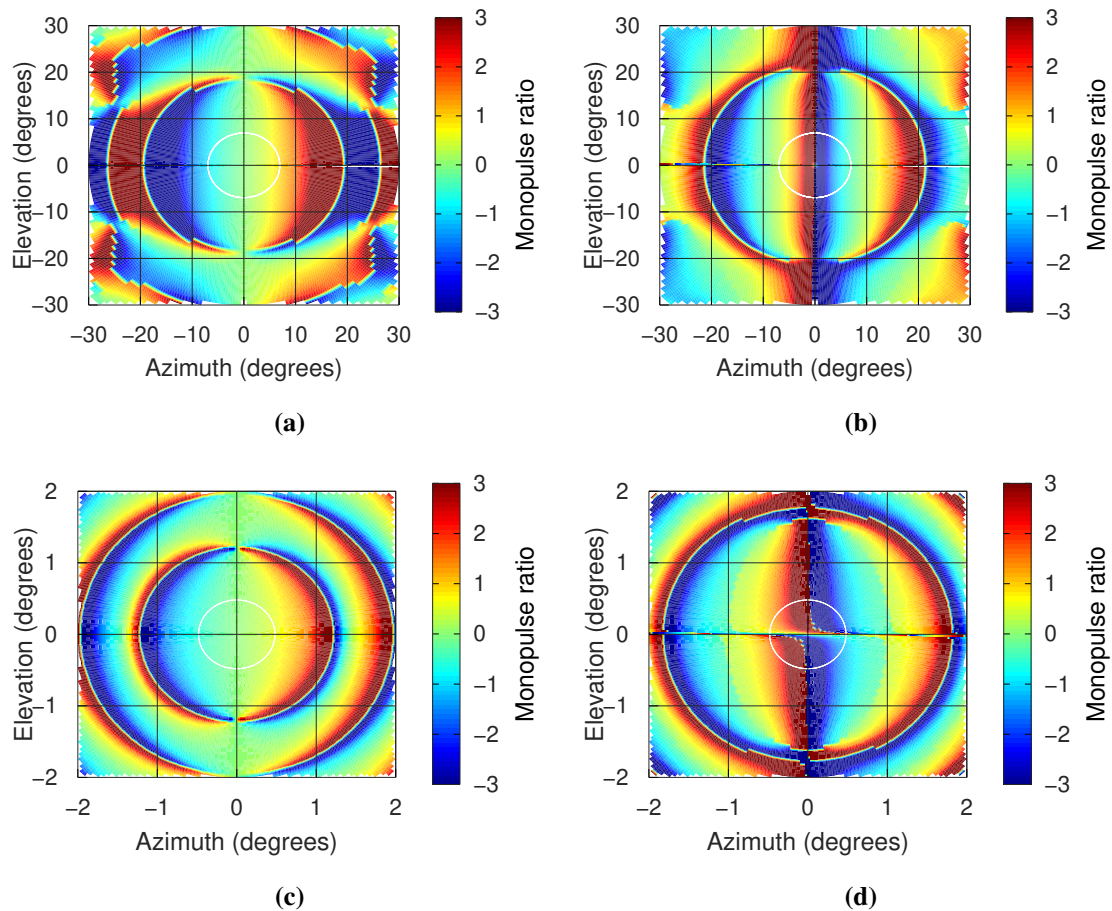 30
20
10
0
−10
−20
−30
Elevation (degrees)
−30 −20 −10 0 10 20 30
Azimuth (degrees)
3
2
1
0
−1
−2
−3
Monopulse ratio
(a)
30
20
10
0
−10
−20
−30
Elevation (degrees)
−30 −20 −10 0 10 20 30
Azimuth (degrees)
3
2
1
0
−1
−2
−3
Monopulse ratio
(b)
2
1
0
−1
−2
Elevation (degrees)
−2 −1 0 1 2
Azimuth (degrees)
3
2
1
0
−1
−2
−3
Monopulse ratio
(c)
2
1
0
−1
−2
Elevation (degrees)
−2 −1 0 1 2
Azimuth (degrees)
3
2
1
0
−1
−2
−3
Monopulse ratio
(d)